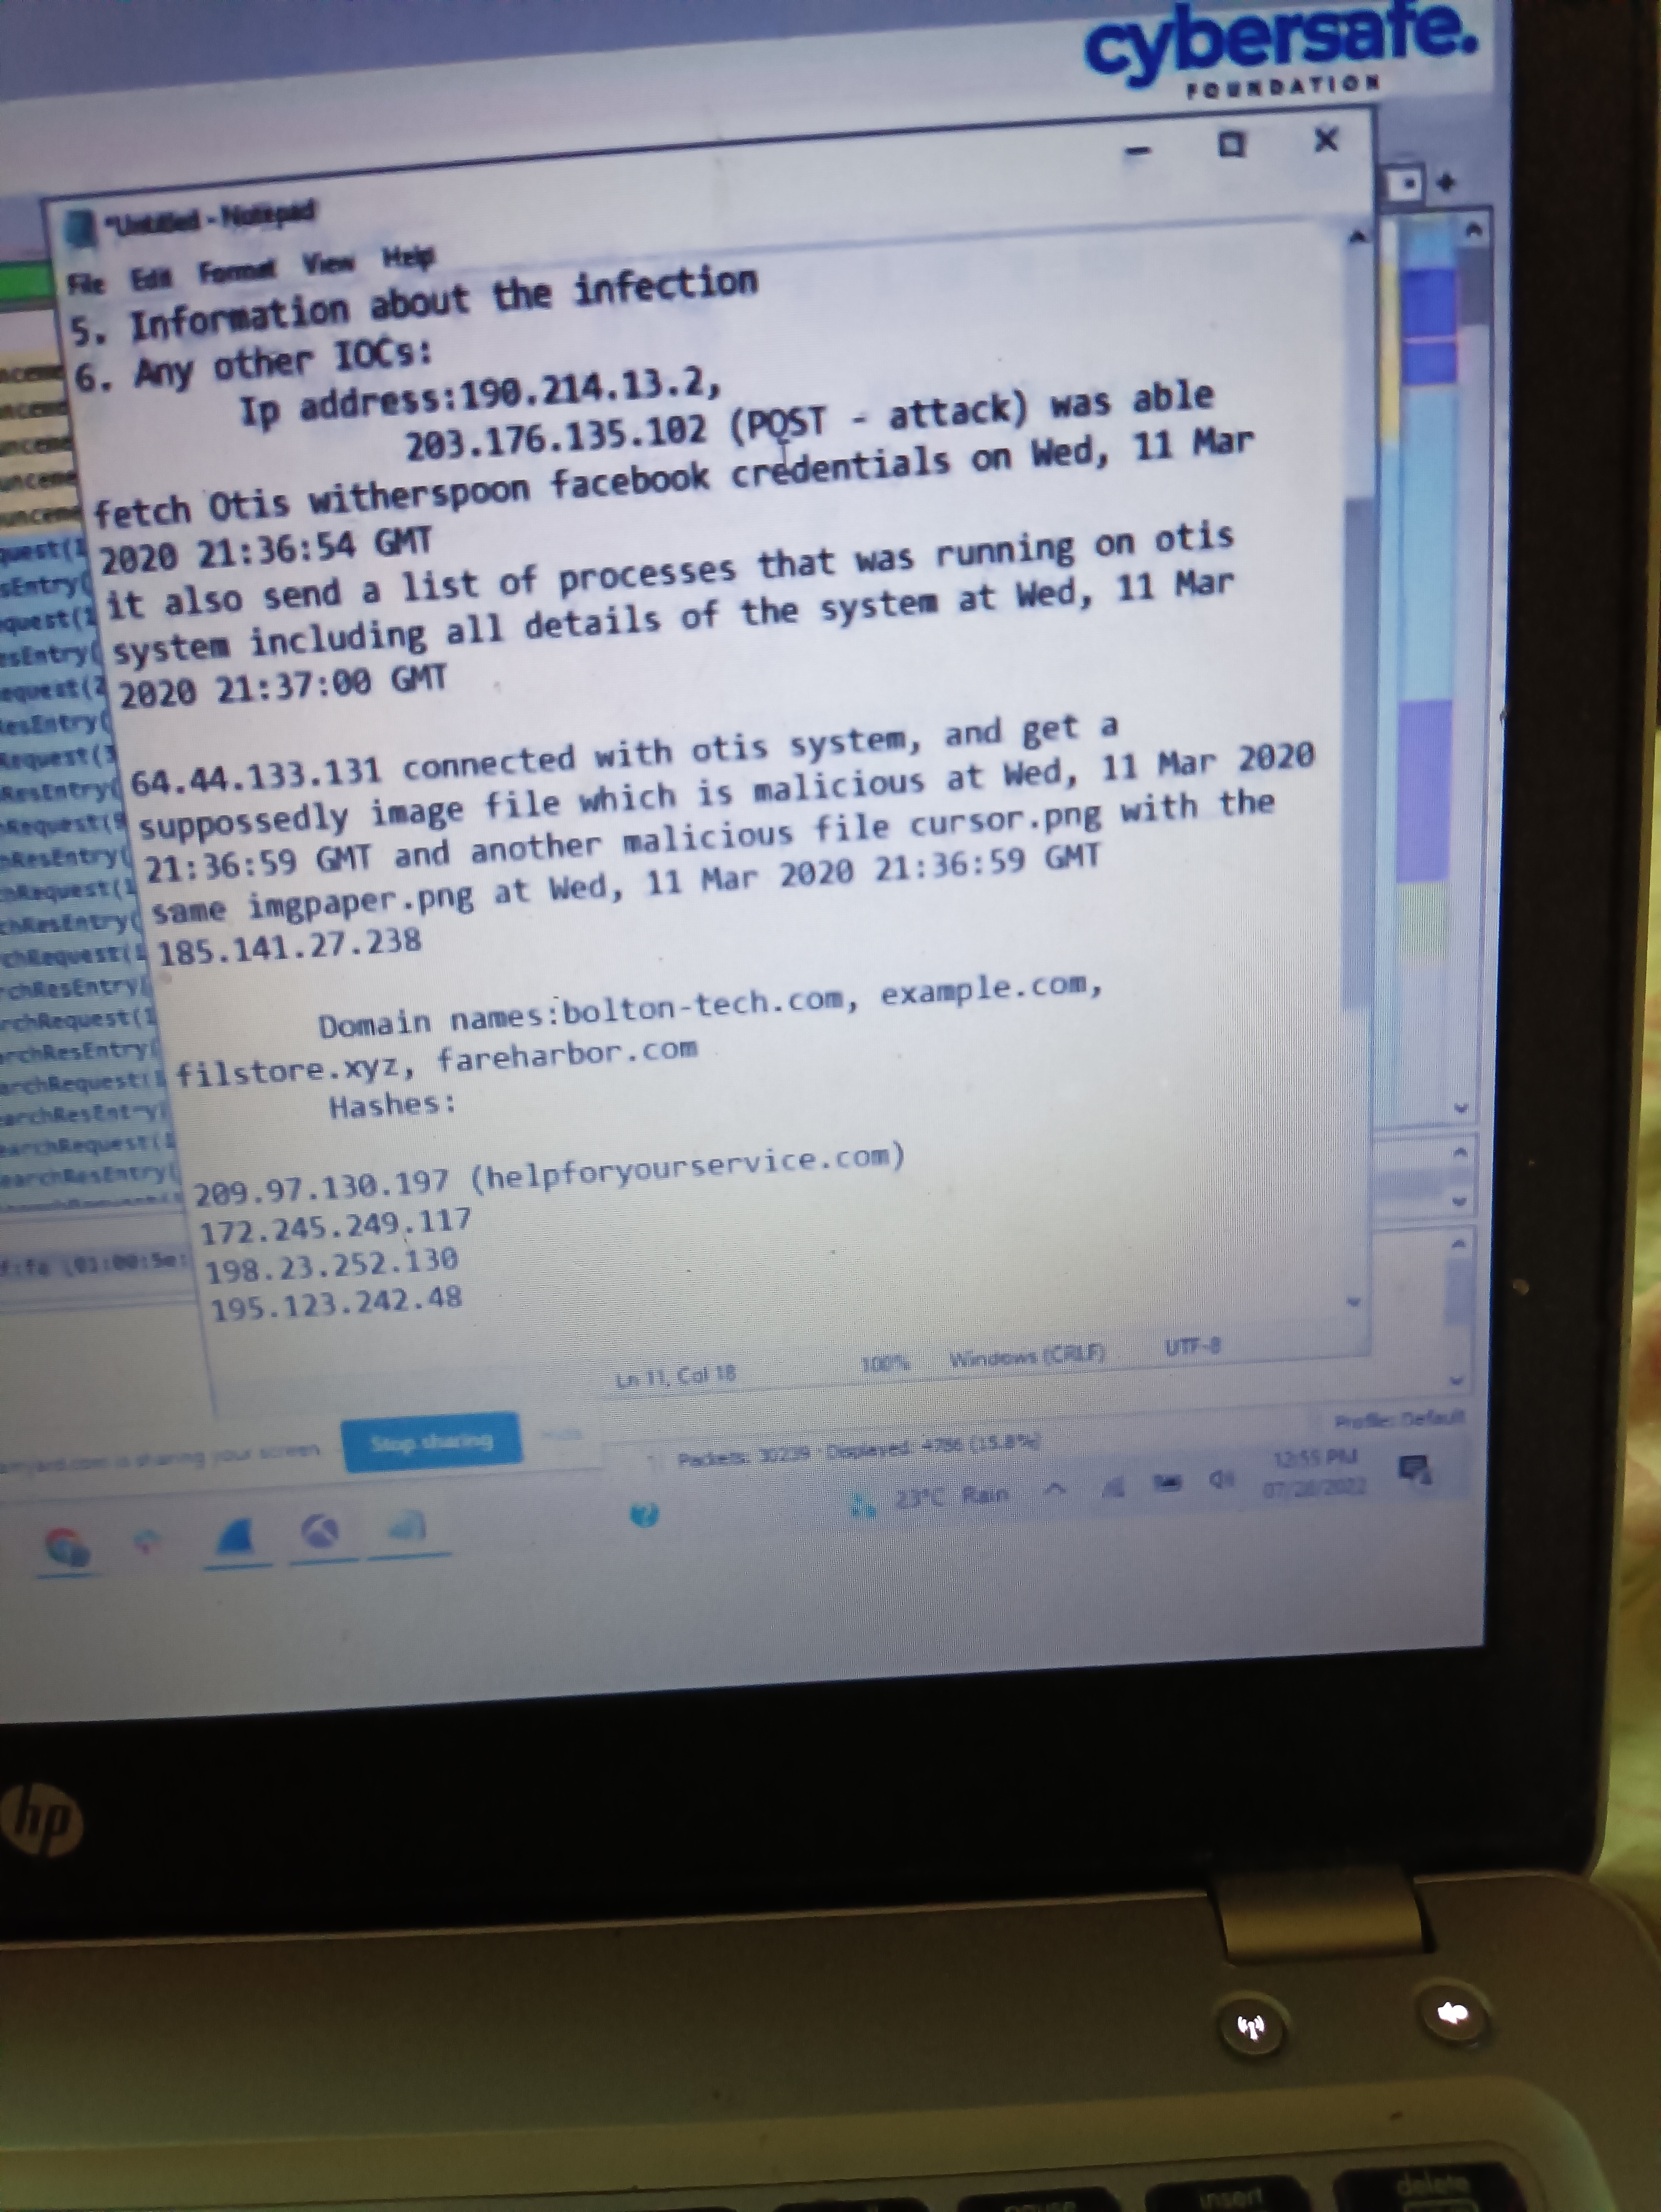 cybersafe.
FOUNDATION
*Untitled - Notepad
File Edit Format View Help
5. Information about the infection
6. Any other IOCs:
Ip address:190.214.13.2,
203.176.135.102 (POST - attack) was able
fetch Otis witherspoon facebook credentials on Wed, 11 Mar
2020 21:36:54 GMT
it also send a list of processes that was running on otis
system including all details of the system at Wed, 11 Mar
2020 21:37:00 GMT
64.44.133.131 connected with otis system, and get a
suppossedly image file which is malicious at Wed, 11 Mar 2020
21:36:59 GMT and another malicious file cursor.png with the
same imgpaper.png at Wed, 11 Mar 2020 21:36:59 GMT
185.141.27.238
Domain names:bolton-tech.com, example.com,
filstore.xyz, fareharbor.com
Hashes:
209.97.130.197 (helpforyourservice.com)
172.245.249.117
198.23.252.130
195.123.242.48
Ln 11, Col 18 100% Windows (CRLF) UTF-8
is sharing your screen Stop sharing Hide
Packets: 30239 · Displayed: 4786 (15.8%) Profile: Default
23°C Rain 12:55 PM
07/28/2022
hp
insert
delete